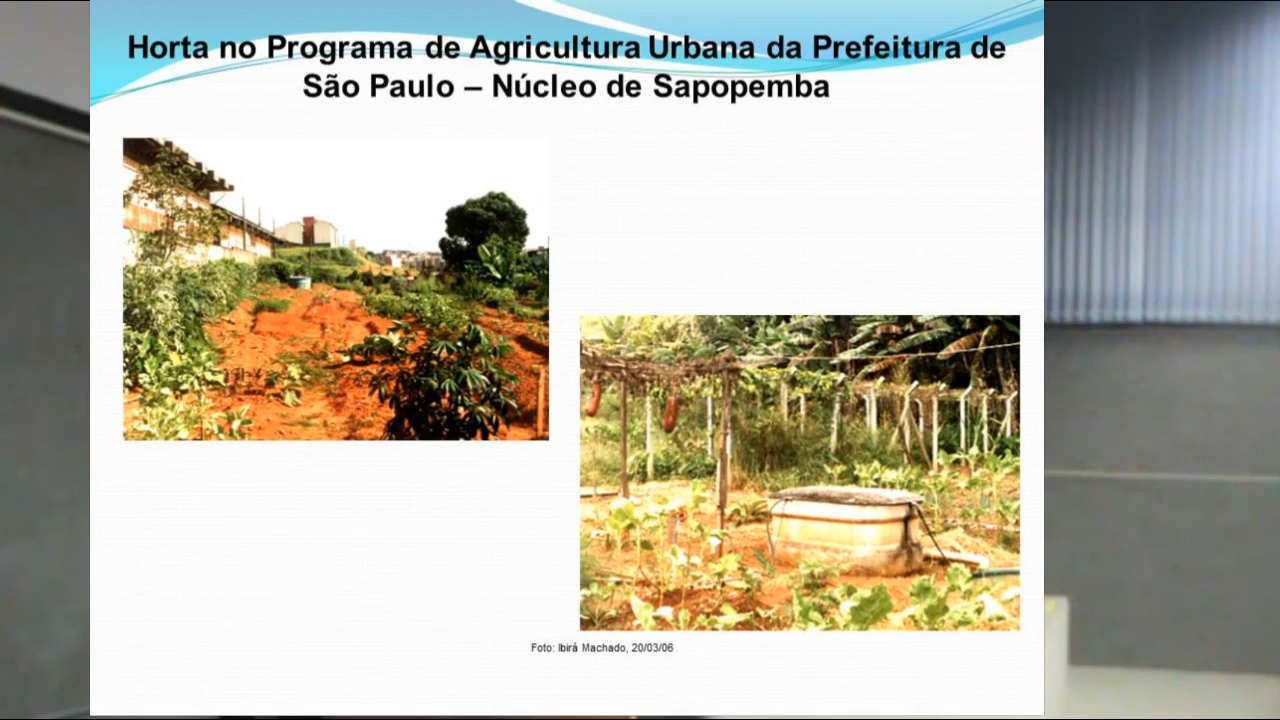 Horta no Programa de Agricultura Urbana da Prefeitura de
São Paulo – Núcleo de Sapopemba
Foto: Ibirá Machado, 20/03/06